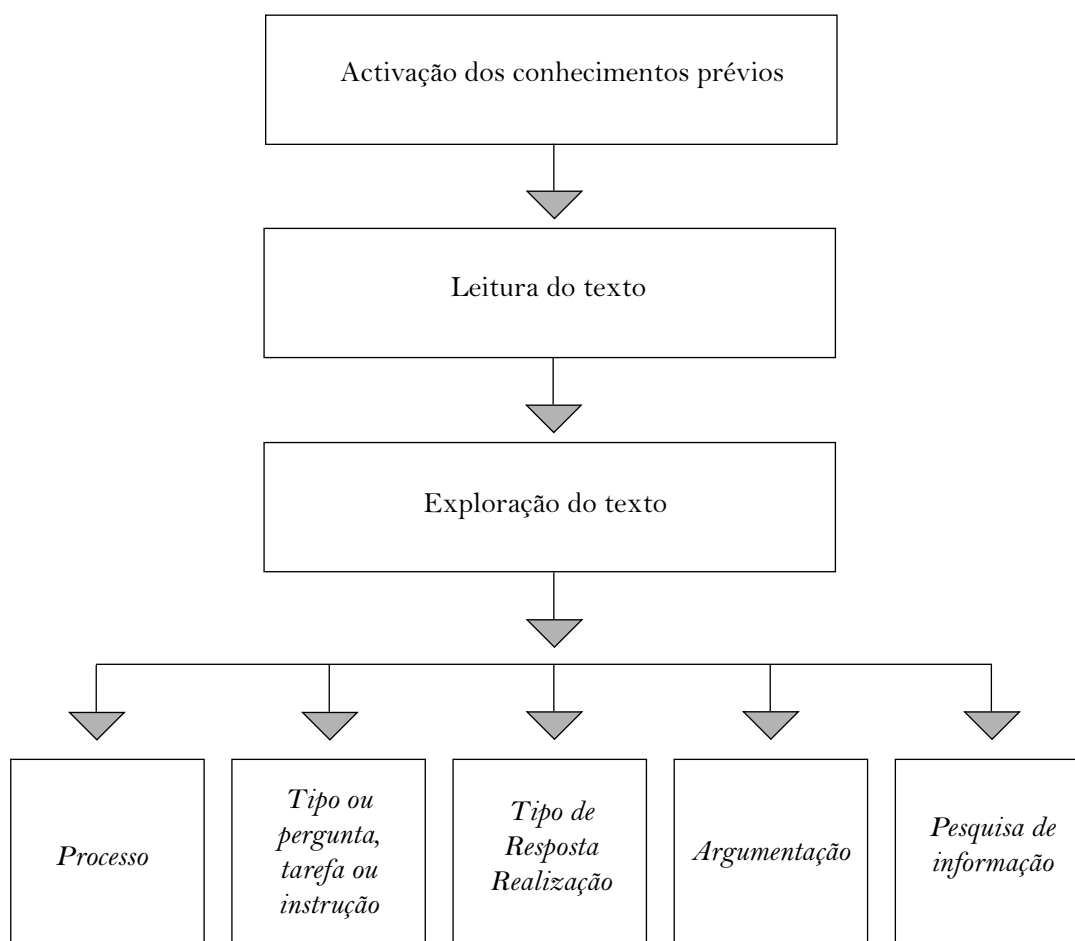 Activação dos conhecimentos prévios
Leitura do texto
Exploração do texto
Processo
Tipo ou
pergunta,
tarefa ou
instrução
Tipo de
Resposta
Realização
Argumentação
Pesquisa de
informação